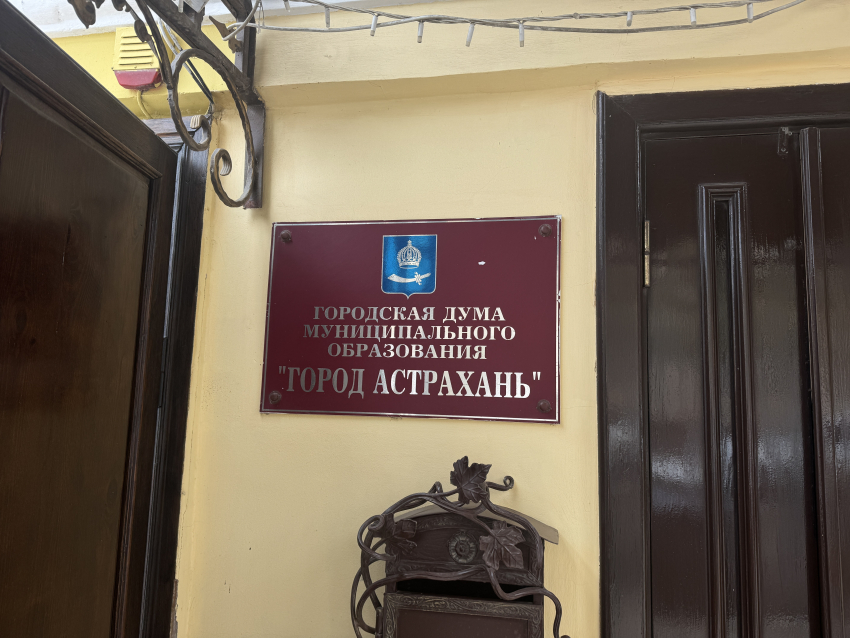 ГОРОДСКАЯ ДУМА
МУНИЦИПАЛЬНОГО
ОБРАЗОВАНИЯ
"ГОРОД АСТРАХАНЬ"